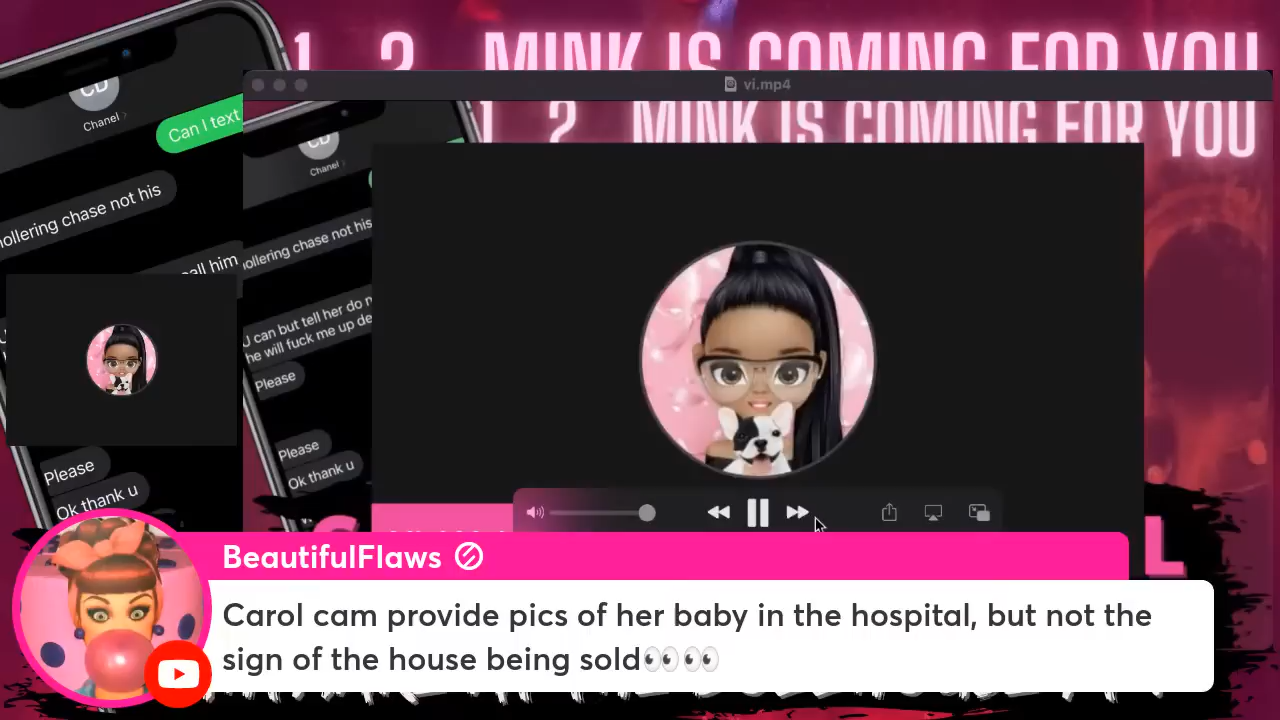 1 2 MINK IS COMING FOR YOU
vi.mp4
1 2 MINK IS COMING FOR YOU
CD
Chanel
Can I text
hollering chase not his
call him
Please
Ok thank u
CD
Chanel
hollering chase not his
U can but tell her do n
he will fuck me up de
Please
Please
Ok thank u
BeautifulFlaws
Carol cam provide pics of her baby in the hospital, but not the
sign of the house being sold👀👀